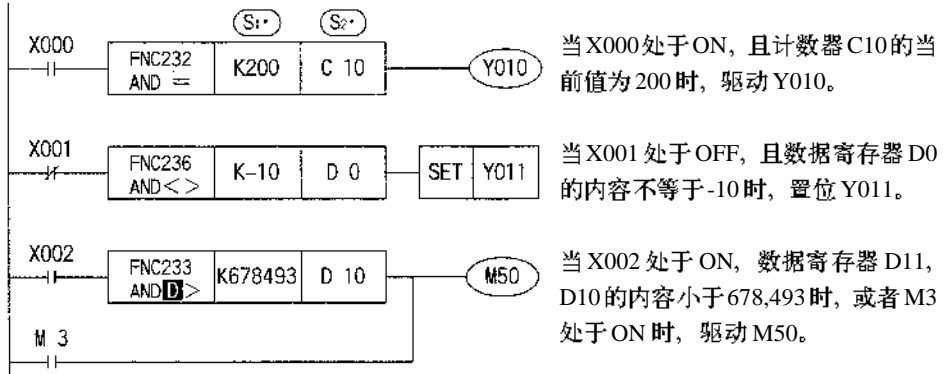 S1· S2·
X000
FNC232
AND =
K200
C 10
Y010
当X000处于ON，且计数器C10的当
前值为200时，驱动Y010。
X001
FNC236
AND<>
K-10
D 0
SET
Y011
当X001处于OFF，且数据寄存器D0
的内容不等于-10时，置位Y011。
X002
FNC233
ANDD>
K678493
D 10
M50
当X002处于ON，数据寄存器D11，
D10的内容小于678,493时，或者M3
处于ON时，驱动M50。
M 3